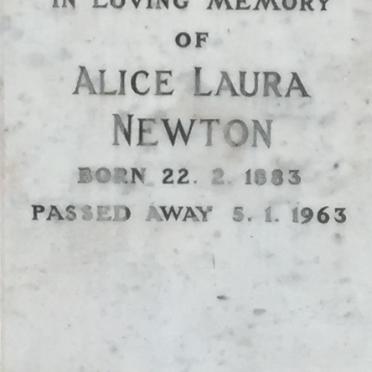 IN LOVING MEMORY
OF
ALICE LAURA
NEWTON
BORN 22. 2. 1883
PASSED AWAY 5. 1. 1963